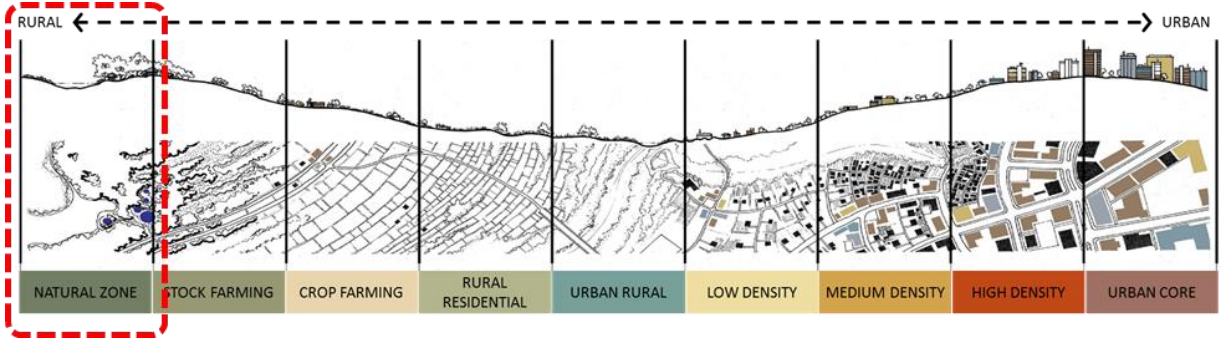 RURAL
URBAN
NATURAL ZONE
STOCK FARMING
CROP FARMING
RURAL
RESIDENTIAL
URBAN RURAL
LOW DENSITY
MEDIUM DENSITY
HIGH DENSITY
URBAN CORE